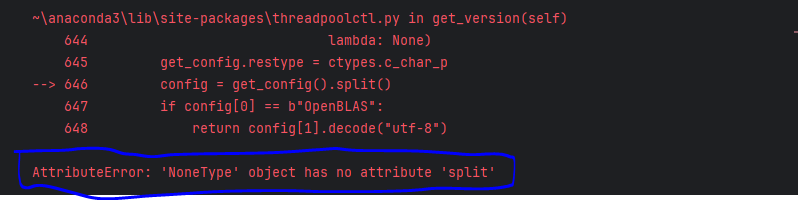 ~\anaconda3\lib\site-packages\threadpoolctl.py in get_version(self)
    644                              lambda: None)
    645         get_config.restype = ctypes.c_char_p
--> 646         config = get_config().split()
    647         if config[0] == b"OpenBLAS":
    648             return config[1].decode("utf-8")
AttributeError: 'NoneType' object has no attribute 'split'